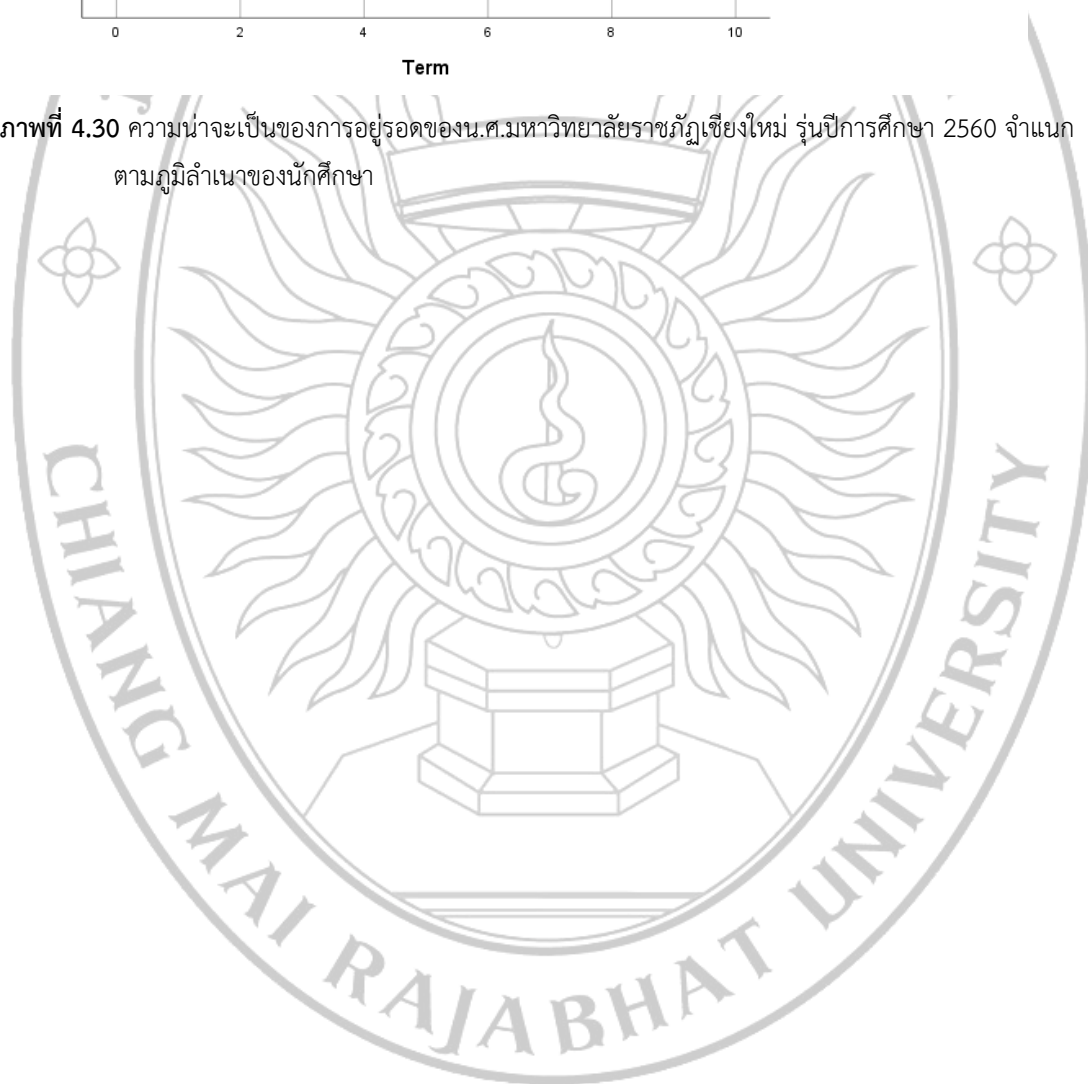 0 2 4 6 8 10
Term
ภาพที่ 4.30 ความน่าจะเป็นของการอยู่รอดของน.ศ.มหาวิทยาลัยราชภัฏเชียงใหม่ รุ่นปีการศึกษา 2560 จำแนก
ตามภูมิลำเนาของนักศึกษา
CHIANG MAI RAJABHAT UNIVERSITY